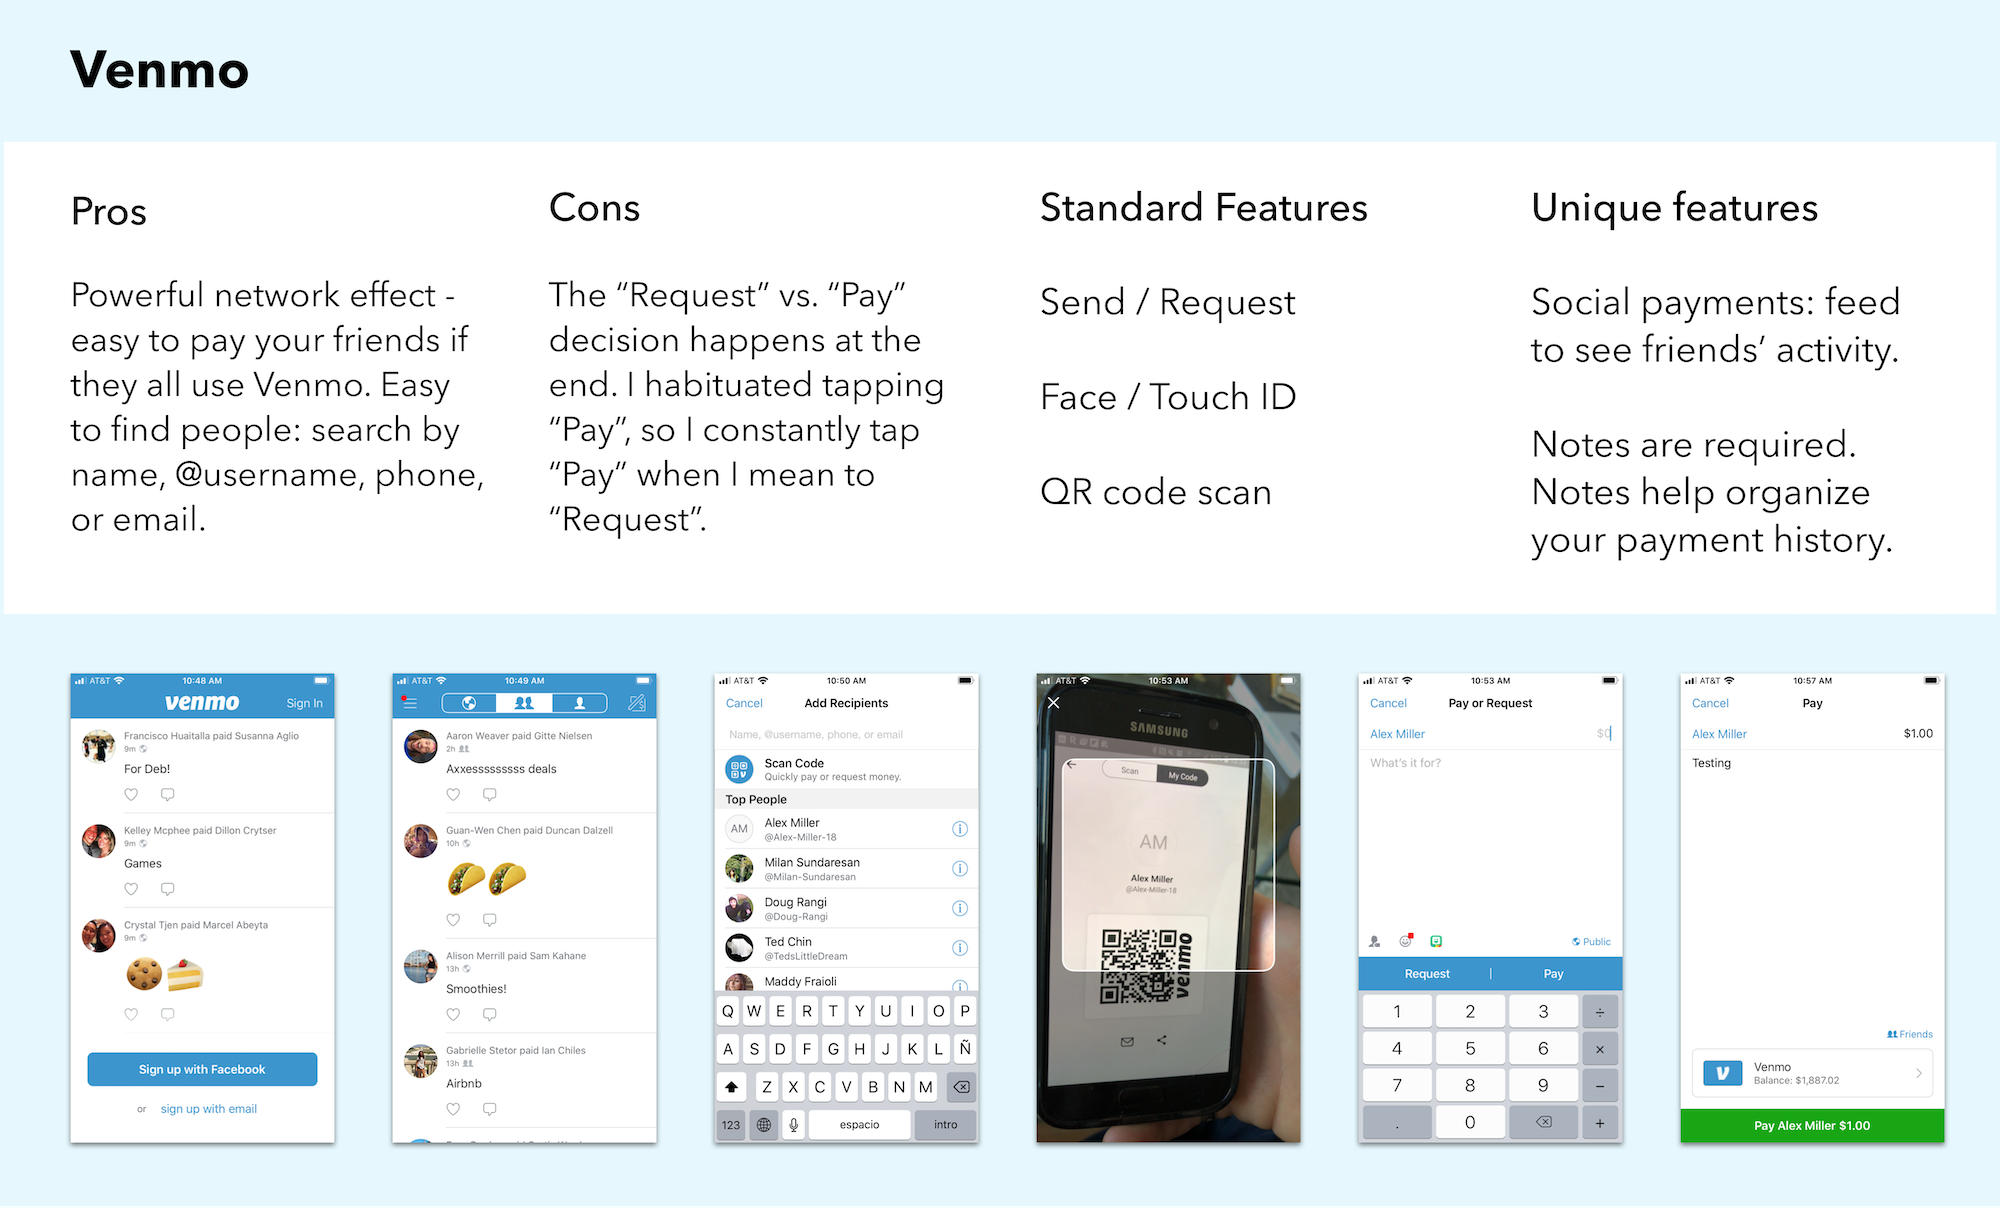 Venmo
Pros
Powerful network effect -
easy to pay your friends if
they all use Venmo. Easy
to find people: search by
name, @username, phone,
or email.
Cons
The “Request” vs. “Pay”
decision happens at the
end. I habituated tapping
“Pay”, so I constantly tap
“Pay” when I mean to
“Request”.
Standard Features
Send / Request
Face / Touch ID
QR code scan
Unique features
Social payments: feed
to see friends’ activity.
Notes are required.
Notes help organize
your payment history.
AT&T 10:48 AM
venmo Sign In
Francisco Huaitalla paid Susanna Aglio
9m
For Deb!
Kelley Mcphee paid Dillon Crytser
9m
Games
Crystal Tjen paid Marcel Abeyta
9m
Sign up with Facebook
or sign up with email
AT&T 10:49 AM
Aaron Weaver paid Gitte Nielsen
2h
Axxesssssssss deals
Guan-Wen Chen paid Duncan Dalzell
10h
Alison Merrill paid Sam Kahane
13h
Smoothies!
Gabrielle Stetor paid Ian Chiles
13h
Airbnb
AT&T 10:50 AM
Cancel Add Recipients
Name, @username, phone, or email
Scan Code
Quickly pay or request money.
Top People
AM Alex Miller
@Alex-Miller-18
Milan Sundaresan
@Milan-Sundaresan
Doug Rangi
@Doug-Rangi
Ted Chin
@TedsLittleDream
Maddy Fraioli
Q W E R T Y U I O P
A S D F G H J K L Ñ
Z X C V B N M
123 espacio intro
AT&T 10:53 AM
SAMSUNG
Scan My Code
AM
Alex Miller
@Alex-Miller-18
venmo
AT&T 10:53 AM
Cancel Pay or Request
Alex Miller $0
What's it for?
Public
Request | Pay
1 2 3 ÷
4 5 6 ×
7 8 9 −
. 0 +
AT&T 10:57 AM
Cancel Pay
Alex Miller $1.00
Testing
Friends
Venmo
Balance: $1,887.02
Pay Alex Miller $1.00